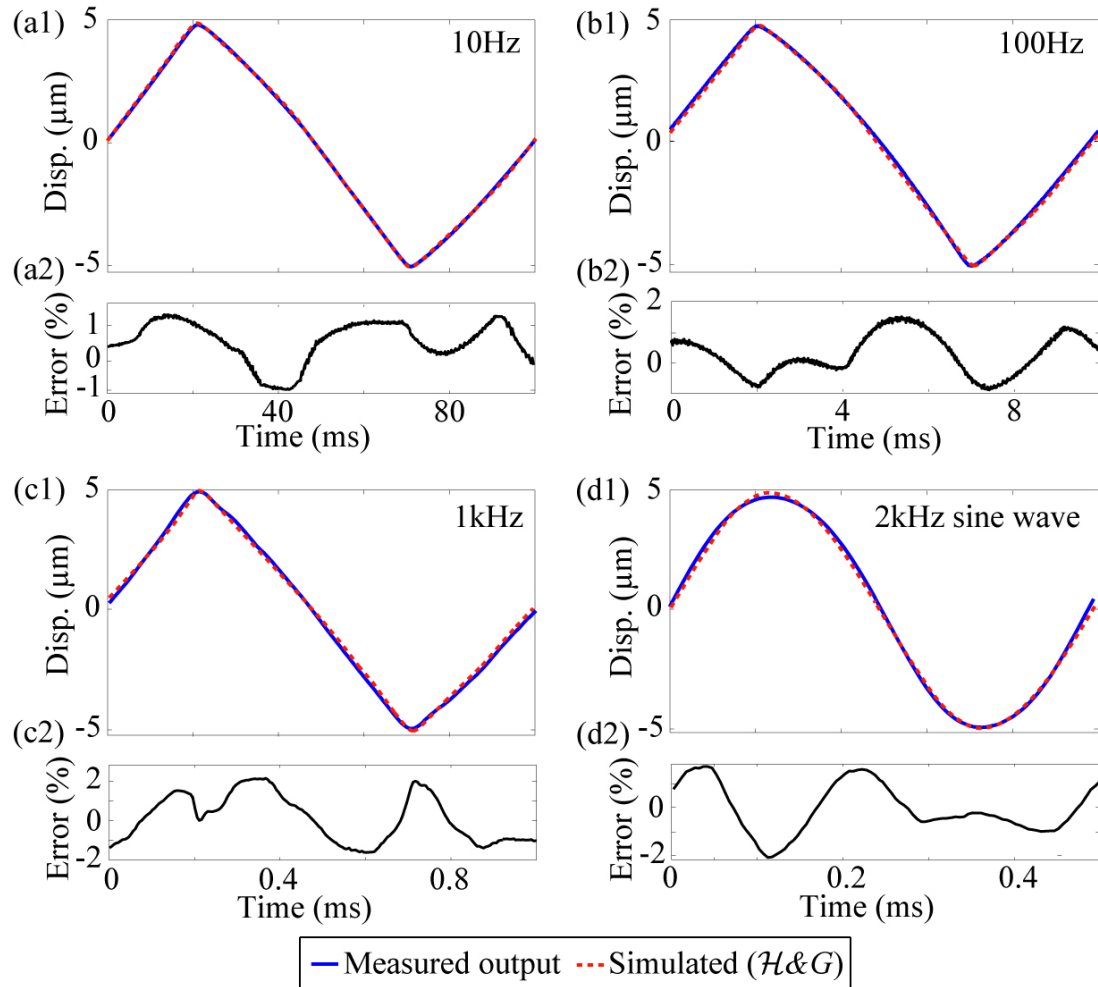 (a1)
5
0
-5
Disp. (μm)
10Hz
(a2)
1
0
-1
Error (%)
0
40
80
Time (ms)
(b1)
5
0
-5
Disp. (μm)
100Hz
(b2)
2
0
Error (%)
0
4
8
Time (ms)
(c1)
5
0
-5
Disp. (μm)
1kHz
(c2)
2
0
-2
Error (%)
0
0.4
0.8
Time (ms)
(d1)
5
0
-5
Disp. (μm)
2kHz sine wave
(d2)
0
-2
Error (%)
0
0.2
0.4
Time (ms)
Measured output
Simulated (ℋ&G)